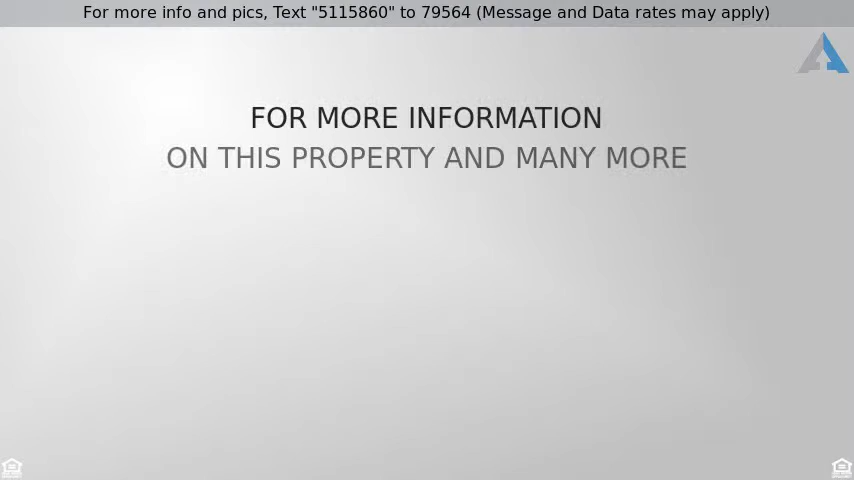 For more info and pics, Text "5115860" to 79564 (Message and Data rates may apply)
FOR MORE INFORMATION
ON THIS PROPERTY AND MANY MORE